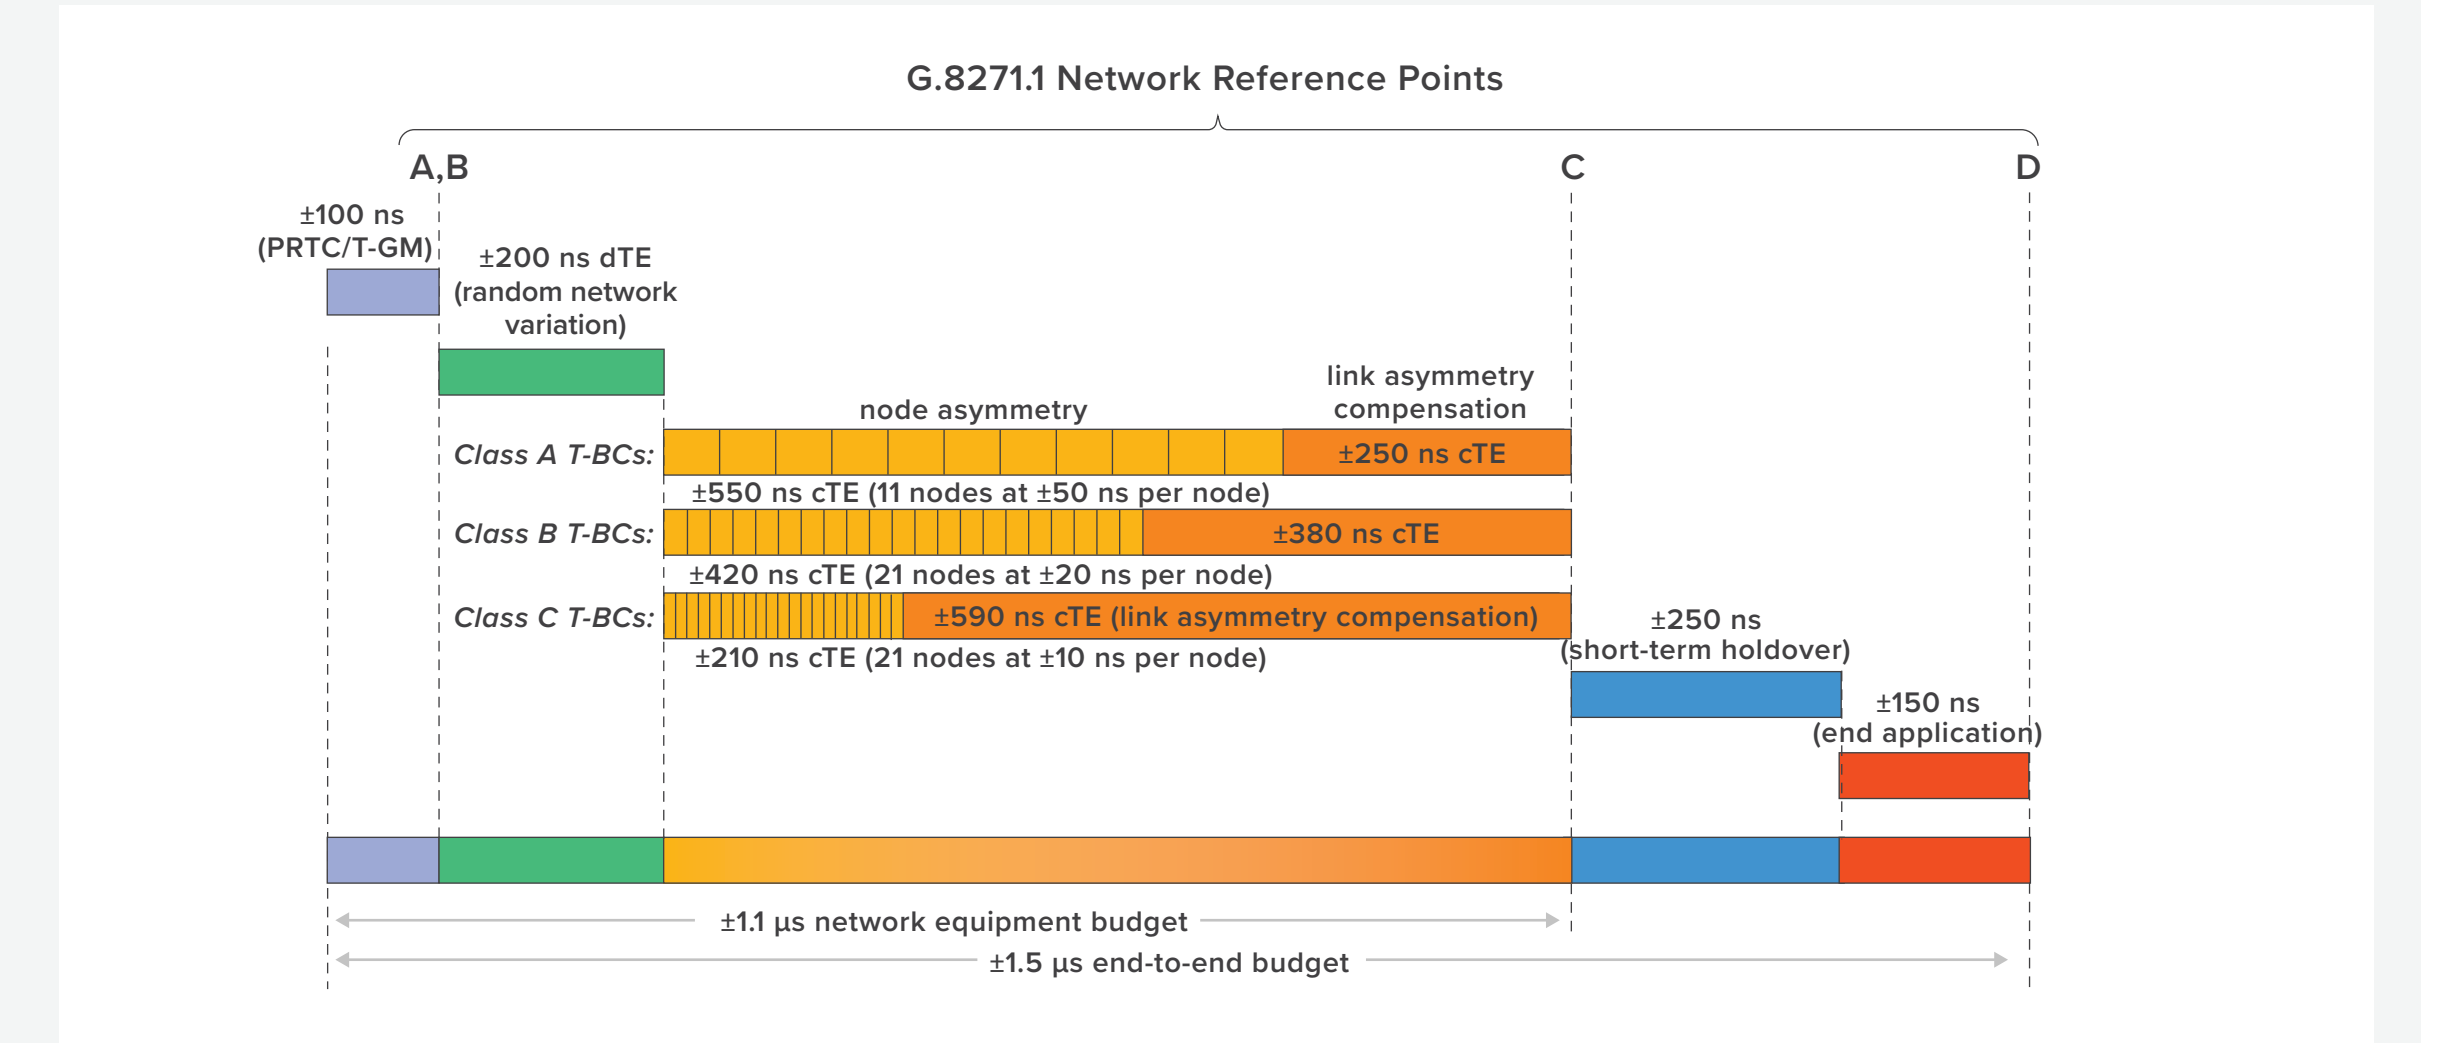 G.8271.1 Network Reference Points
A,B
C
D
±100 ns
(PRTC/T-GM)
±200 ns dTE
(random network
variation)
node asymmetry
link asymmetry
compensation
Class A T-BCs:
±250 ns cTE
±550 ns cTE (11 nodes at ±50 ns per node)
Class B T-BCs:
±380 ns cTE
±420 ns cTE (21 nodes at ±20 ns per node)
Class C T-BCs:
±590 ns cTE (link asymmetry compensation)
±210 ns cTE (21 nodes at ±10 ns per node)
±250 ns
(short-term holdover)
±150 ns
(end application)
±1.1 μs network equipment budget
±1.5 μs end-to-end budget